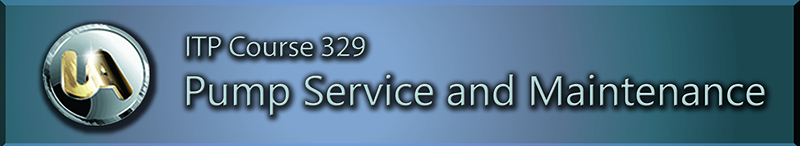 UA
ITP Course 329
Pump Service and Maintenance